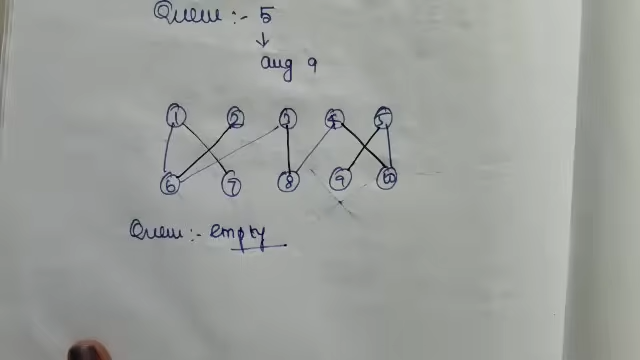 Queue:- 5
↓
aug 9
1 2 3 4 5
6 7 8 9 10
Queue:- empty